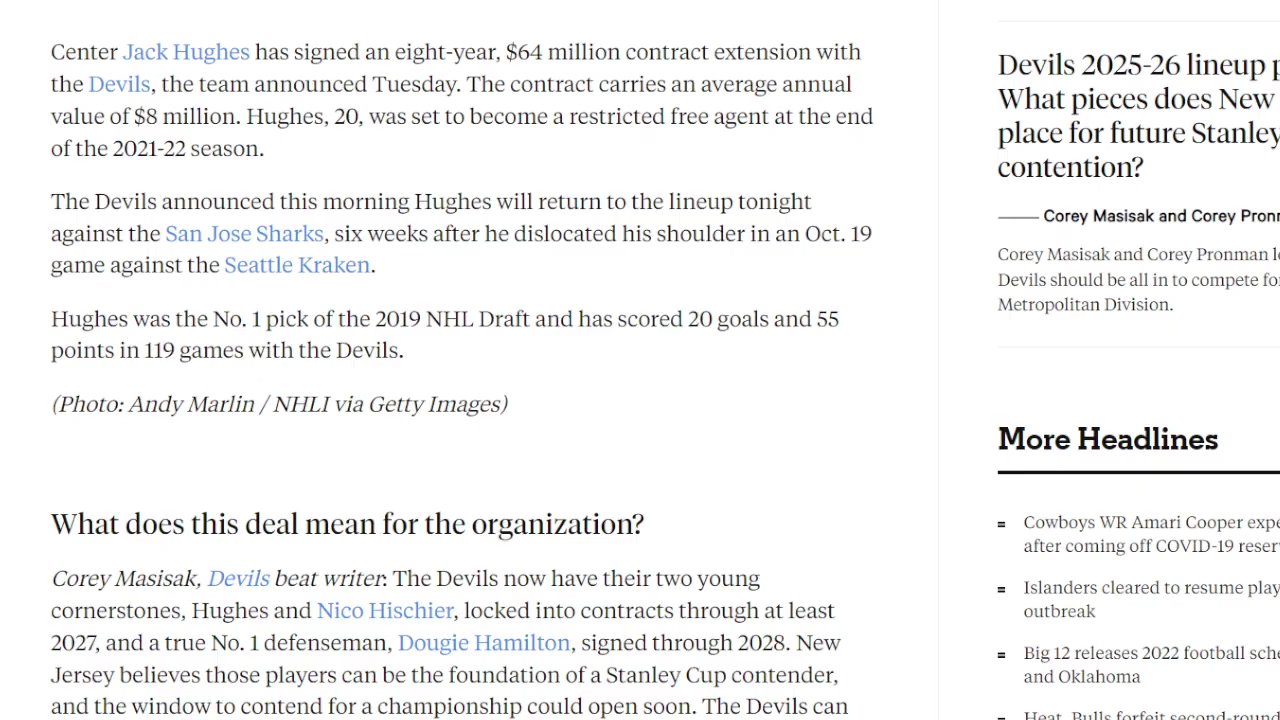 Center Jack Hughes has signed an eight-year, $64 million contract extension with
the Devils, the team announced Tuesday. The contract carries an average annual
value of $8 million. Hughes, 20, was set to become a restricted free agent at the end
of the 2021-22 season.
The Devils announced this morning Hughes will return to the lineup tonight
against the San Jose Sharks, six weeks after he dislocated his shoulder in an Oct. 19
game against the Seattle Kraken.
Hughes was the No. 1 pick of the 2019 NHL Draft and has scored 20 goals and 55
points in 119 games with the Devils.
(Photo: Andy Marlin / NHLI via Getty Images)
What does this deal mean for the organization?
Corey Masisak, Devils beat writer: The Devils now have their two young
cornerstones, Hughes and Nico Hischier, locked into contracts through at least
2027, and a true No. 1 defenseman, Dougie Hamilton, signed through 2028. New
Jersey believes those players can be the foundation of a Stanley Cup contender,
and the window to contend for a championship could open soon. The Devils can
Devils 2025-26 lineup
What pieces does New
place for future Stanley
contention?
Corey Masisak and Corey
Corey Masisak and Corey Pronman
Devils should be all in to compete
Metropolitan Division.
More Headlines
Cowboys WR Amari Cooper
after coming off COVID-19
Islanders cleared to resume play
outbreak
Big 12 releases 2022 football
and Oklahoma
Heat, Bulls forfeit second-round